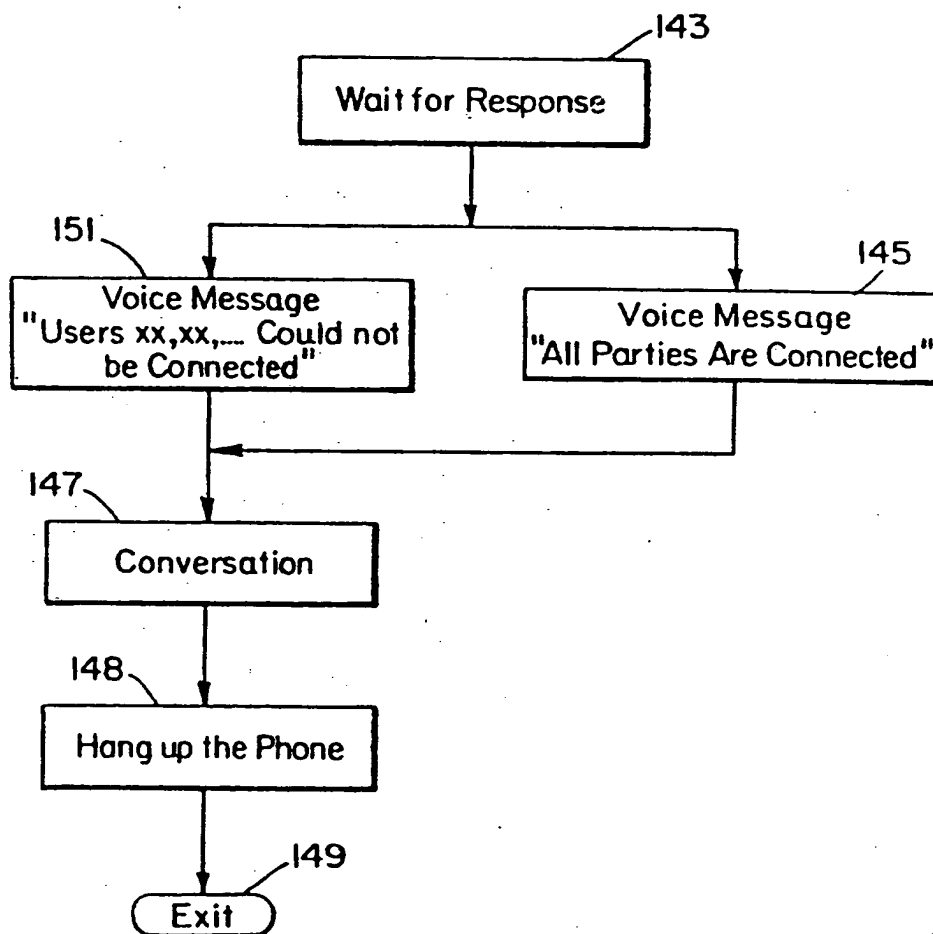 143
Wait for Response
151
Voice Message
"Users xx,xx,.... Could not
be Connected"
145
Voice Message
"All Parties Are Connected"
147
Conversation
148
Hang up the Phone
149
Exit